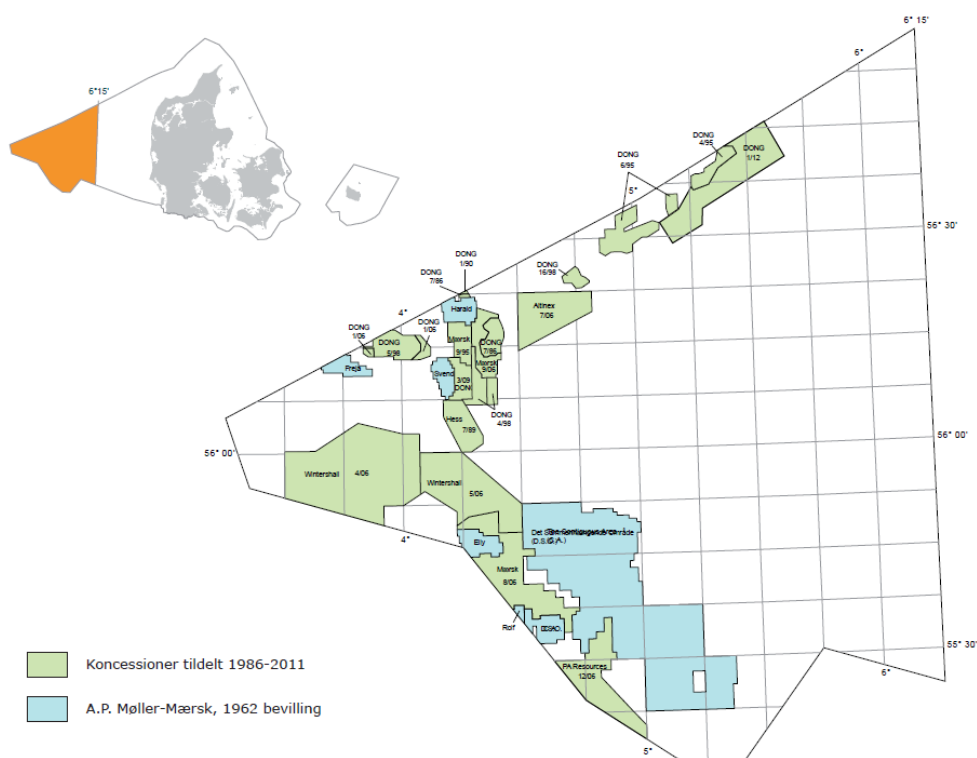 6° 15'
6°
6°15'
DONG
4/95
DONG
1/12
DONG
6/95
5°
56° 30'
DONG
1/90
DONG
16/98
DONG
7/86
Harald
Altinex
7/06
4°
DONG
1/06
DONG
1/05
DONG
5/98
Mærsk
9/95
DONG
7/86
Mærsk
9/06
Freja
Svend
3/09
DONG
4/98
Hess
7/89
56° 00'
56° 00'
Wintershall
4/06
Wintershall
5/06
4°
Elly
(D.S.
Mærsk
8/06
Rolf
PA Resources
12/06
55° 30'
6°
5°
Koncessioner tildelt 1986-2011
A.P. Møller-Mærsk, 1962 bevilling